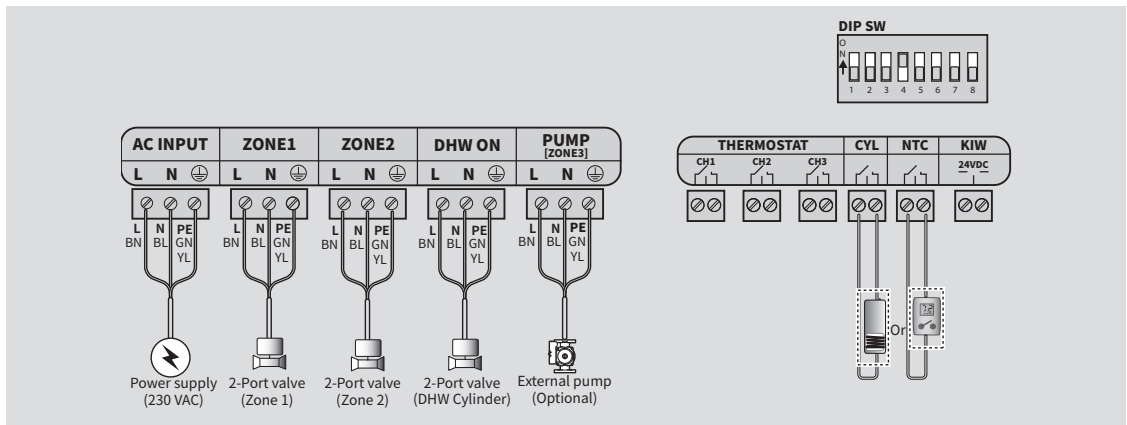 DIP SW
O
N
1 2 3 4 5 6 7 8
AC INPUT ZONE1 ZONE2 DHW ON PUMP
[ZONE3]
L N L N L N L N L N
THERMOSTAT CYL NTC KIW
CH1 CH2 CH3 24VDC
L N PE L N PE L N PE L N PE L N PE
BN BL GN BN BL GN BN BL GN BN BL GN BN BL GN
YL YL YL YL YL
Or
Power supply 2-Port valve 2-Port valve 2-Port valve External pump
(230 VAC) (Zone 1) (Zone 2) (DHW Cylinder) (Optional)